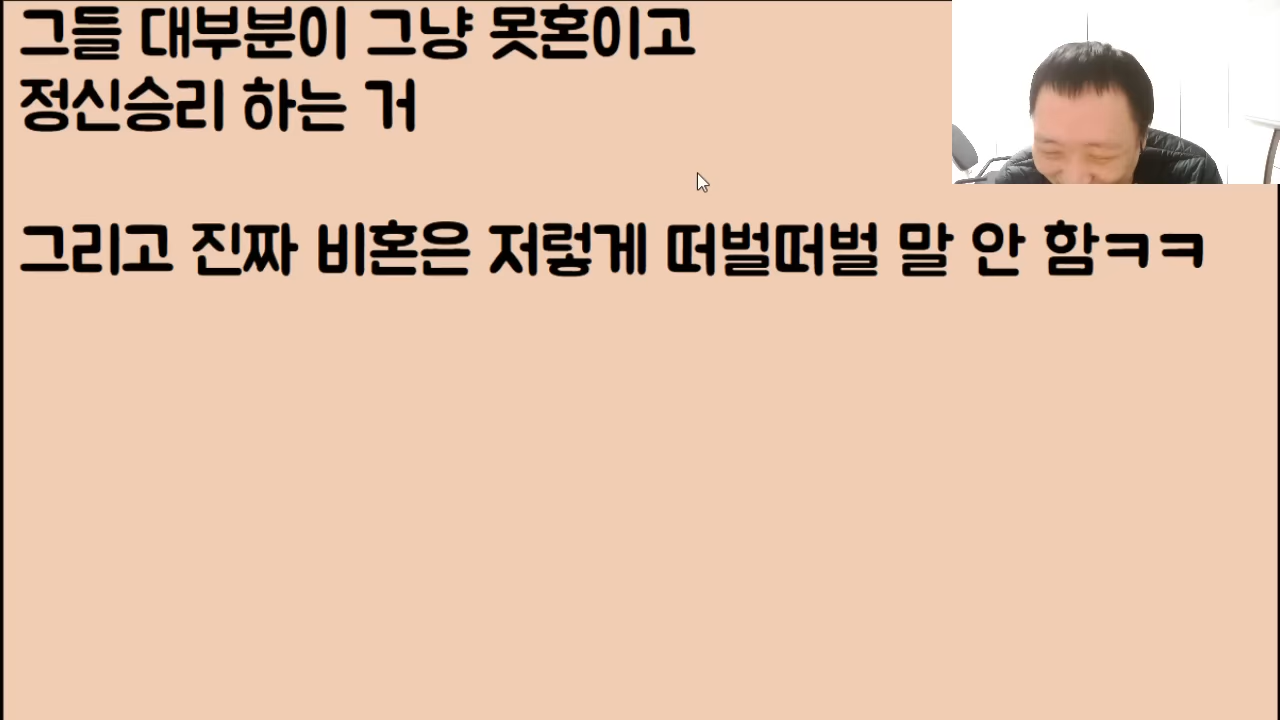 그들 대부분이 그냥 못혼이고
정신승리 하는 거
그리고 진짜 비혼은 저렇게 떠벌떠벌 말 안 함ㅋㅋ